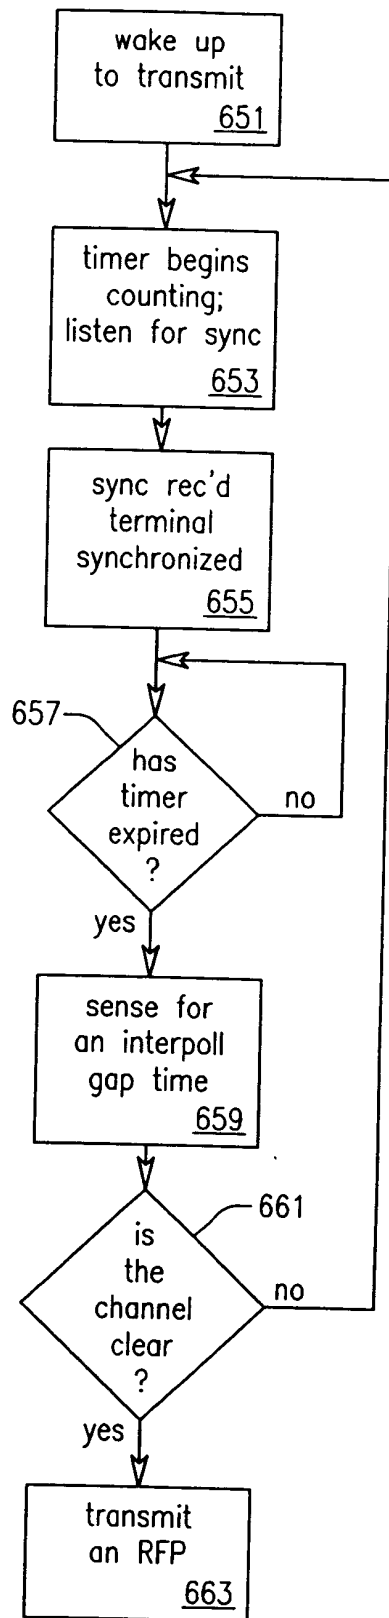 wake up
to transmit
651
timer begins
counting;
listen for sync
653
sync rec'd
terminal
synchronized
655
657
has
timer
expired
?
no
yes
sense for
an interpoll
gap time
659
661
is
the
channel
clear
?
no
yes
transmit
an RFP
663